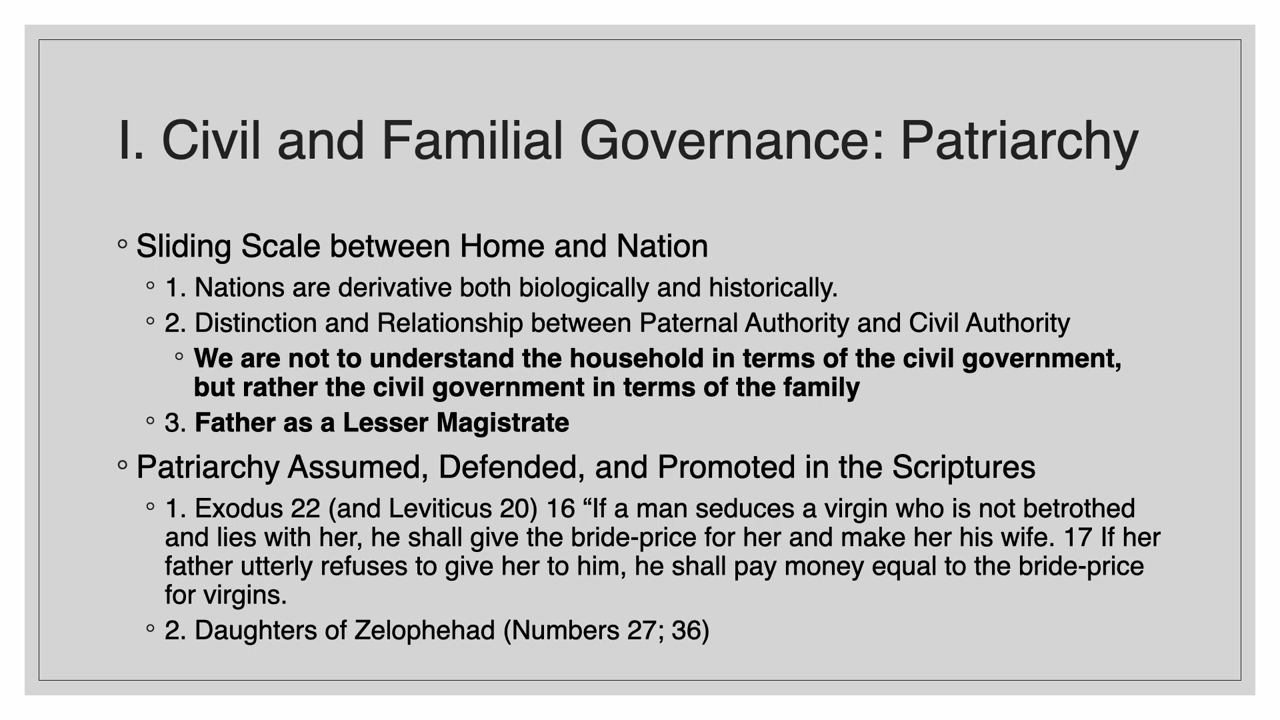 I. Civil and Familial Governance: Patriarchy
◦ Sliding Scale between Home and Nation
◦ 1. Nations are derivative both biologically and historically.
◦ 2. Distinction and Relationship between Paternal Authority and Civil Authority
◦ We are not to understand the household in terms of the civil government,
but rather the civil government in terms of the family
◦ 3. Father as a Lesser Magistrate
◦ Patriarchy Assumed, Defended, and Promoted in the Scriptures
◦ 1. Exodus 22 (and Leviticus 20) 16 “If a man seduces a virgin who is not betrothed
and lies with her, he shall give the bride-price for her and make her his wife. 17 If her
father utterly refuses to give her to him, he shall pay money equal to the bride-price
for virgins.
◦ 2. Daughters of Zelophehad (Numbers 27; 36)